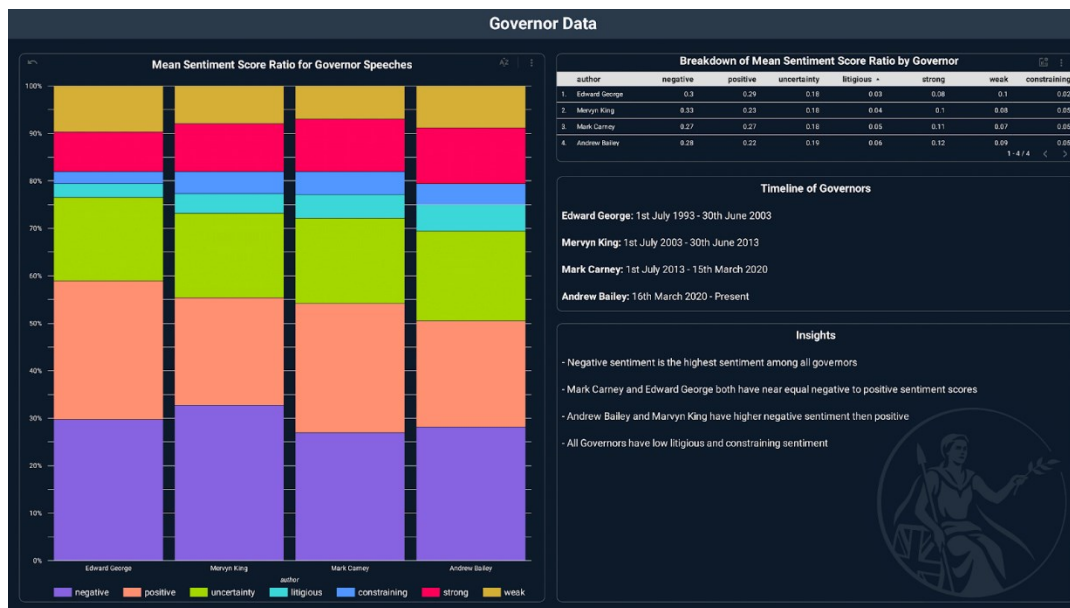 Governor Data
Mean Sentiment Score Ratio for Governor Speeches
100%
90%
80%
70%
60%
50%
40%
30%
20%
10%
0%
Edward George Mervyn King Mark Carney Andrew Bailey
author
negative positive uncertainty litigious constraining strong weak
Breakdown of Mean Sentiment Score Ratio by Governor
author negative positive uncertainty litigious strong weak constraining
1. Edward George 0.3 0.29 0.18 0.03 0.08 0.1 0.02
2. Mervyn King 0.33 0.23 0.18 0.04 0.1 0.08 0.05
3. Mark Carney 0.27 0.27 0.18 0.05 0.11 0.07 0.05
4. Andrew Bailey 0.28 0.22 0.19 0.06 0.12 0.09 0.05
1 - 4 / 4
Timeline of Governors
Edward George: 1st July 1993 - 30th June 2003
Mervyn King: 1st July 2003 - 30th June 2013
Mark Carney: 1st July 2013 - 15th March 2020
Andrew Bailey: 16th March 2020 - Present
Insights
- Negative sentiment is the highest sentiment among all governors
- Mark Carney and Edward George both have near equal negative to positive sentiment scores
- Andrew Bailey and Marvyn King have higher negative sentiment then positive
- All Governors have low litigious and constraining sentiment